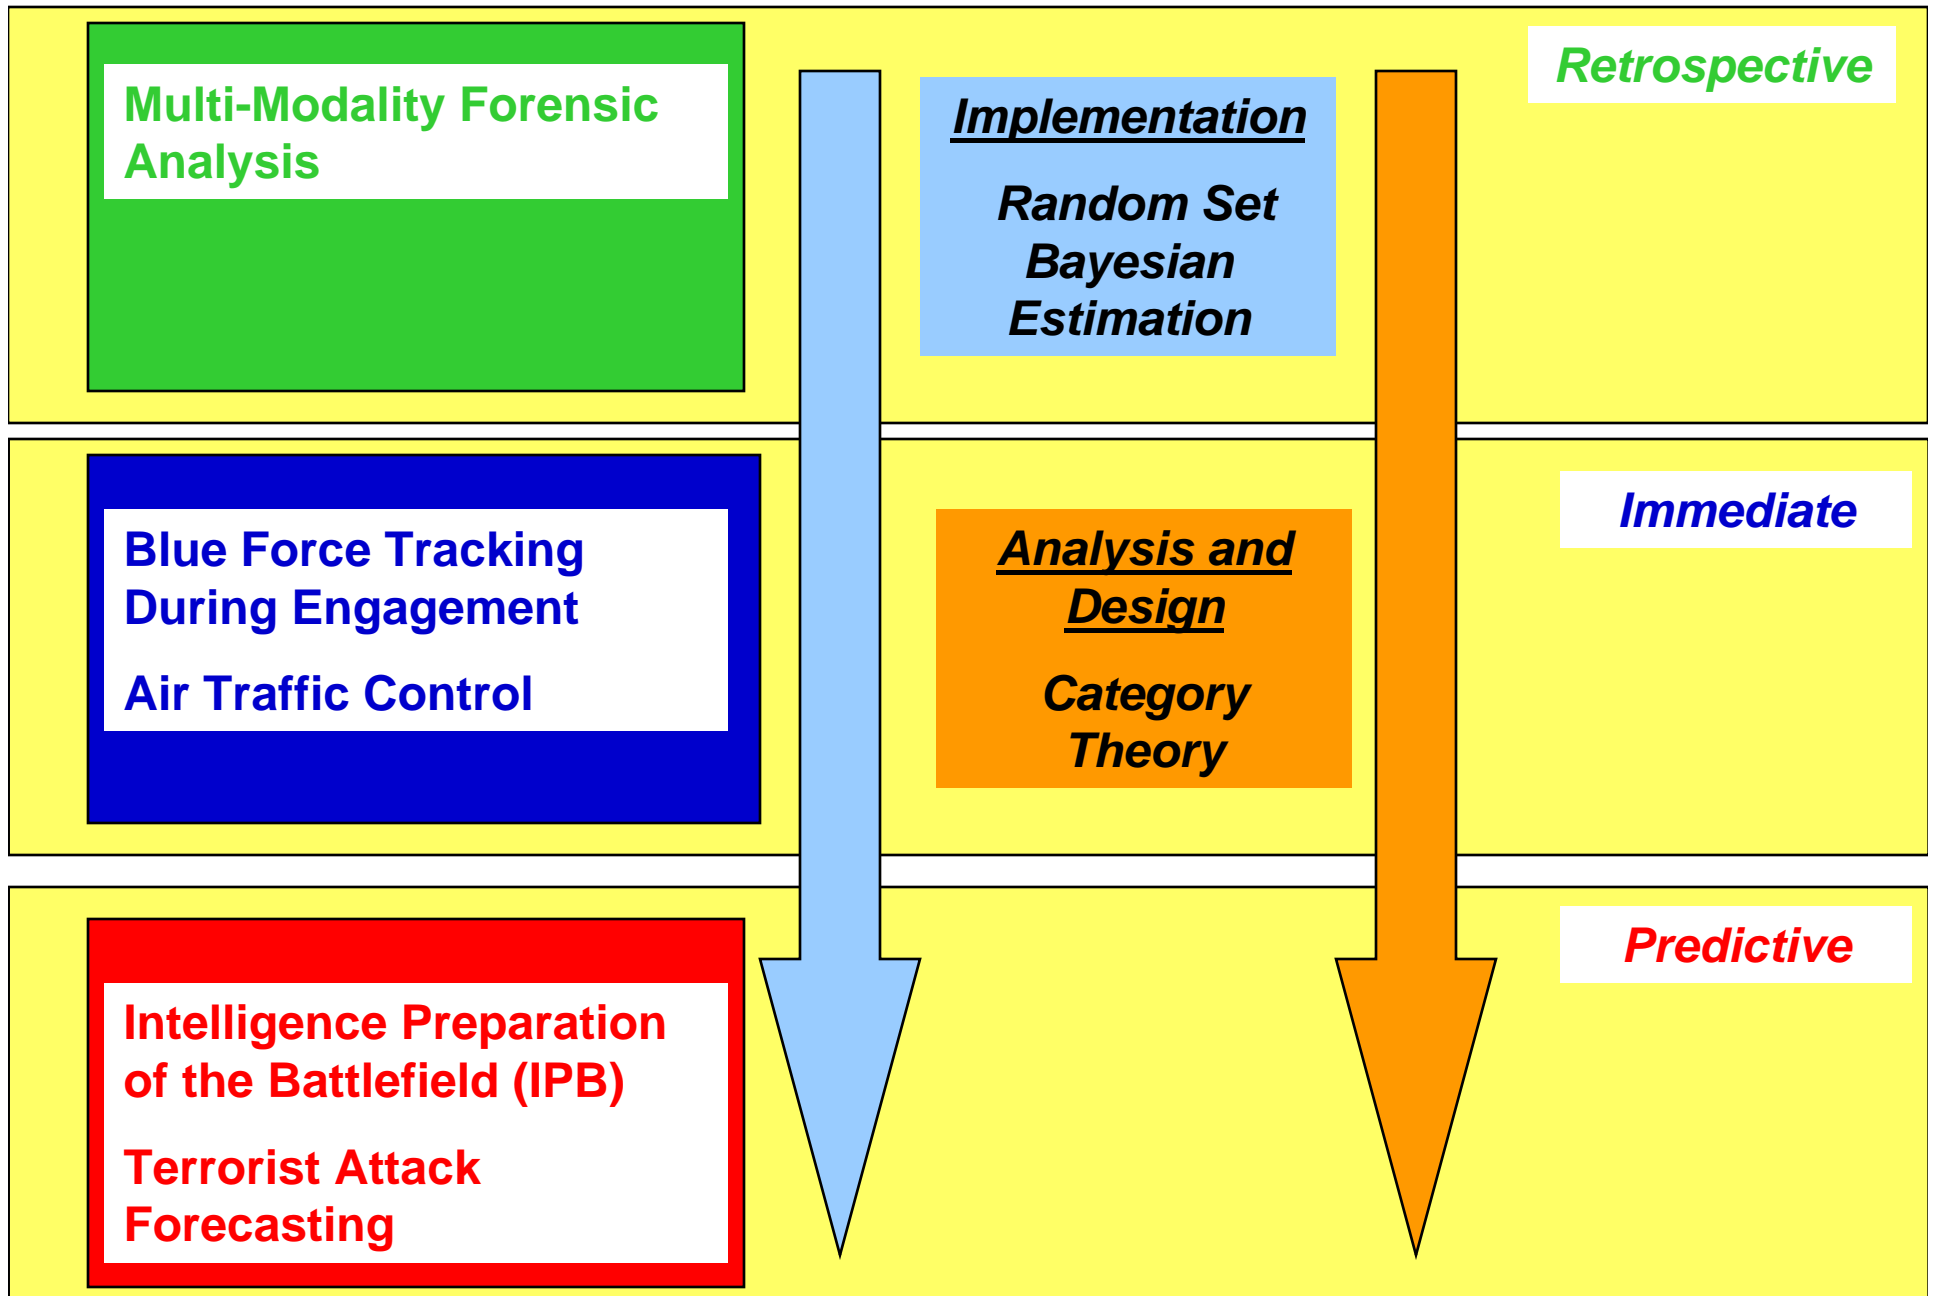 Multi-Modality Forensic
Analysis
Implementation
Random Set
Bayesian
Estimation
Retrospective
Blue Force Tracking
During Engagement
Air Traffic Control
Analysis and
Design
Category
Theory
Immediate
Intelligence Preparation
of the Battlefield (IPB)
Terrorist Attack
Forecasting
Predictive